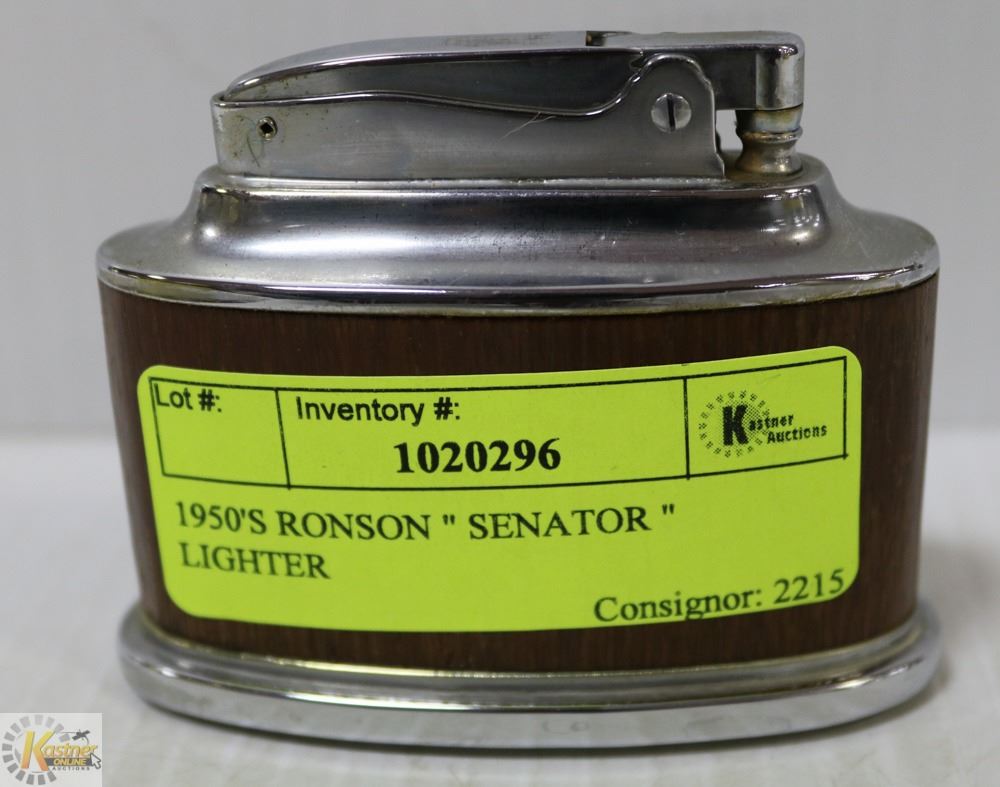 Lot #:
Inventory #:
1020296
Kastner
Auctions
1950'S RONSON " SENATOR "
LIGHTER
Consignor: 2215
Kastner
ONLINE
AUCTIONS